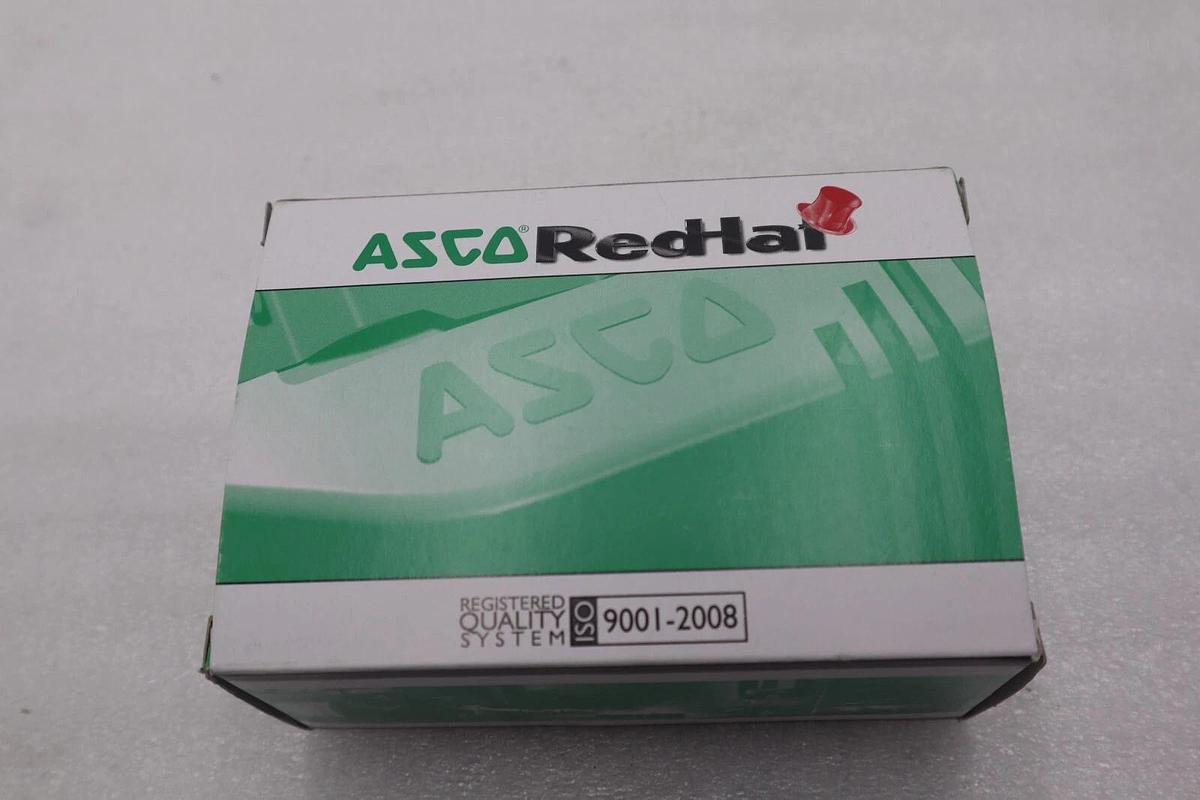 ASCO® RedHat
ASCO
REGISTERED
QUALITY
SYSTEM
ISO 9001-2008